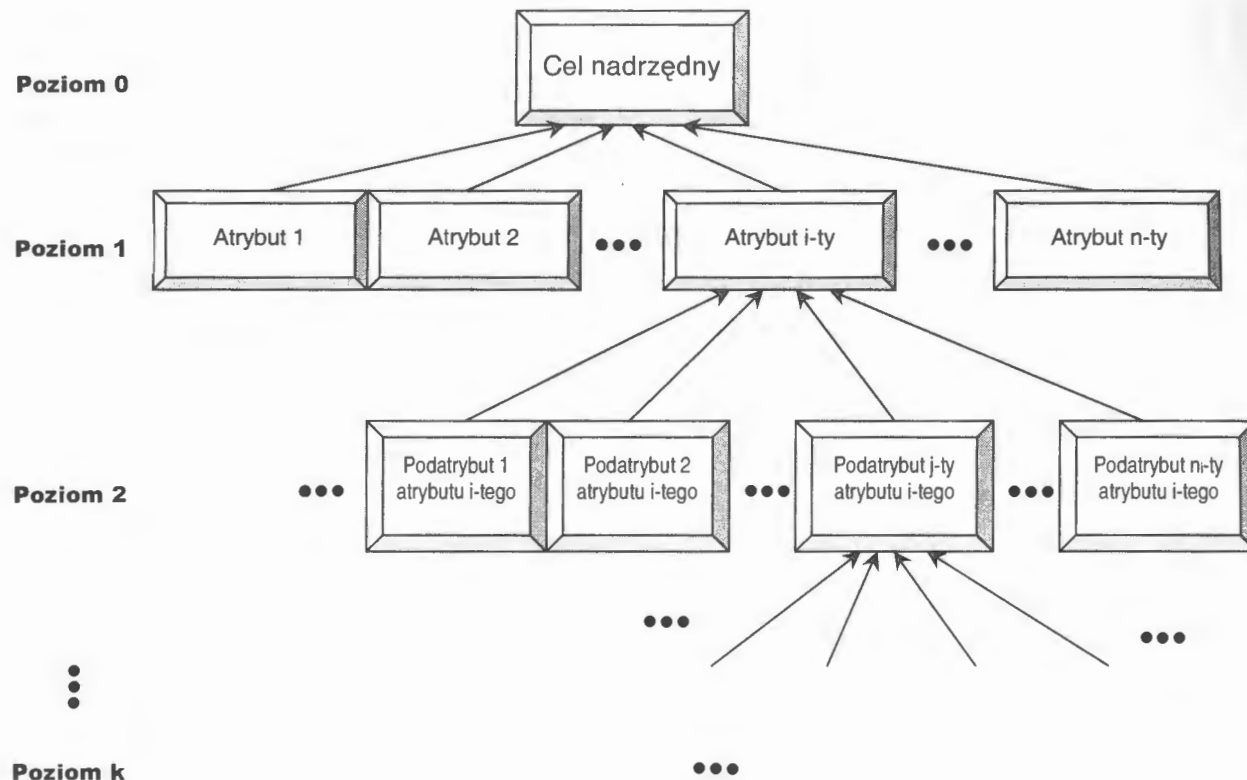 Poziom 0
Cel nadrzędny
Poziom 1
Atrybut 1
Atrybut 2
•••
Atrybut i-ty
•••
Atrybut n-ty
Poziom 2
•••
Podatrybut 1
atrybutu i-tego
Podatrybut 2
atrybutu i-tego
•••
Podatrybut j-ty
atrybutu i-tego
•••
Podatrybut ni-ty
atrybutu i-tego
•••
•••
Poziom k
•••